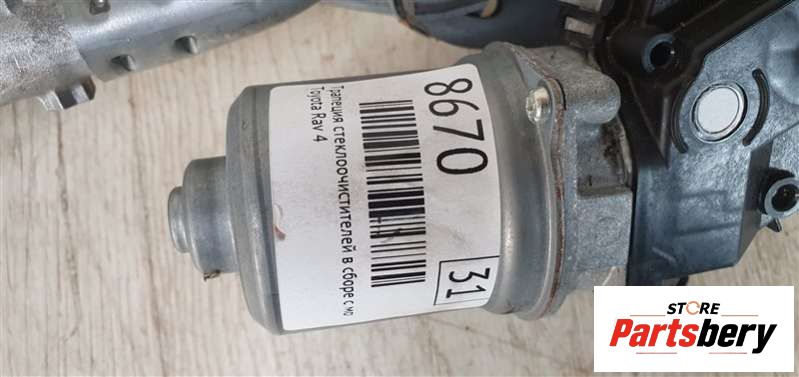 8670
31
Трапеция стеклоочистителей в сборе с мо
Toyota Rav 4
STORE
Partsbery